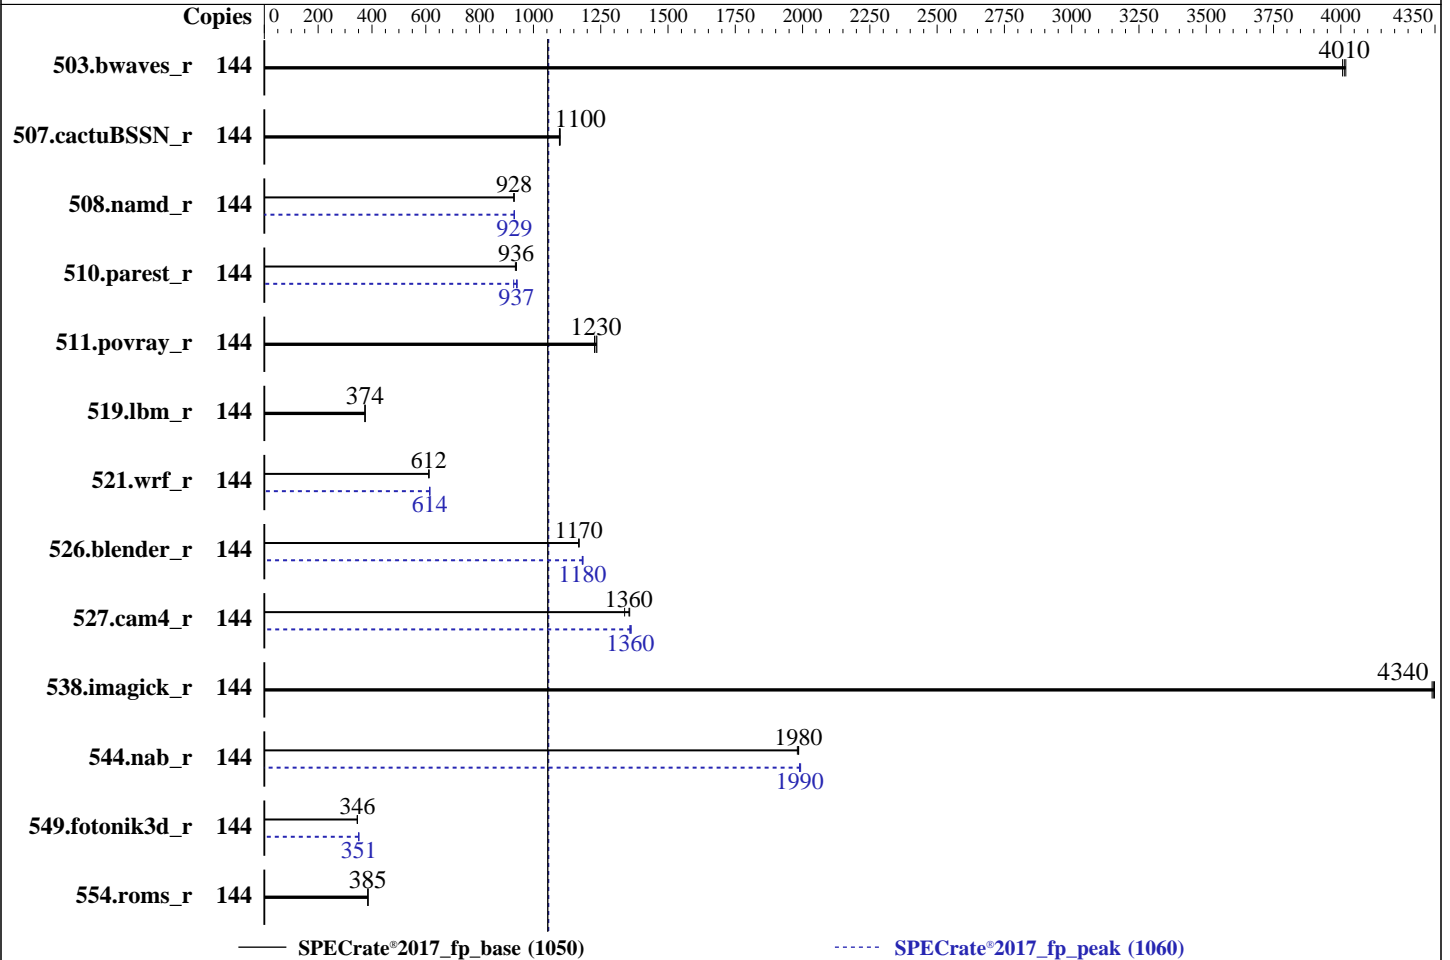 Copies 0 200 400 600 800 1000 1250 1500 1750 2000 2250 2500 2750 3000 3250 3500 3750 4000 4350
503.bwaves_r 144 4010
507.cactuBSSN_r 144 1100
508.namd_r 144 928
929
510.parest_r 144 936
937
511.povray_r 144 1230
519.lbm_r 144 374
521.wrf_r 144 612
614
526.blender_r 144 1170
1180
527.cam4_r 144 1360
1360
538.imagick_r 144 4340
544.nab_r 144 1980
1990
549.fotonik3d_r 144 346
351
554.roms_r 144 385
SPECrate®2017_fp_base (1050) SPECrate®2017_fp_peak (1060)